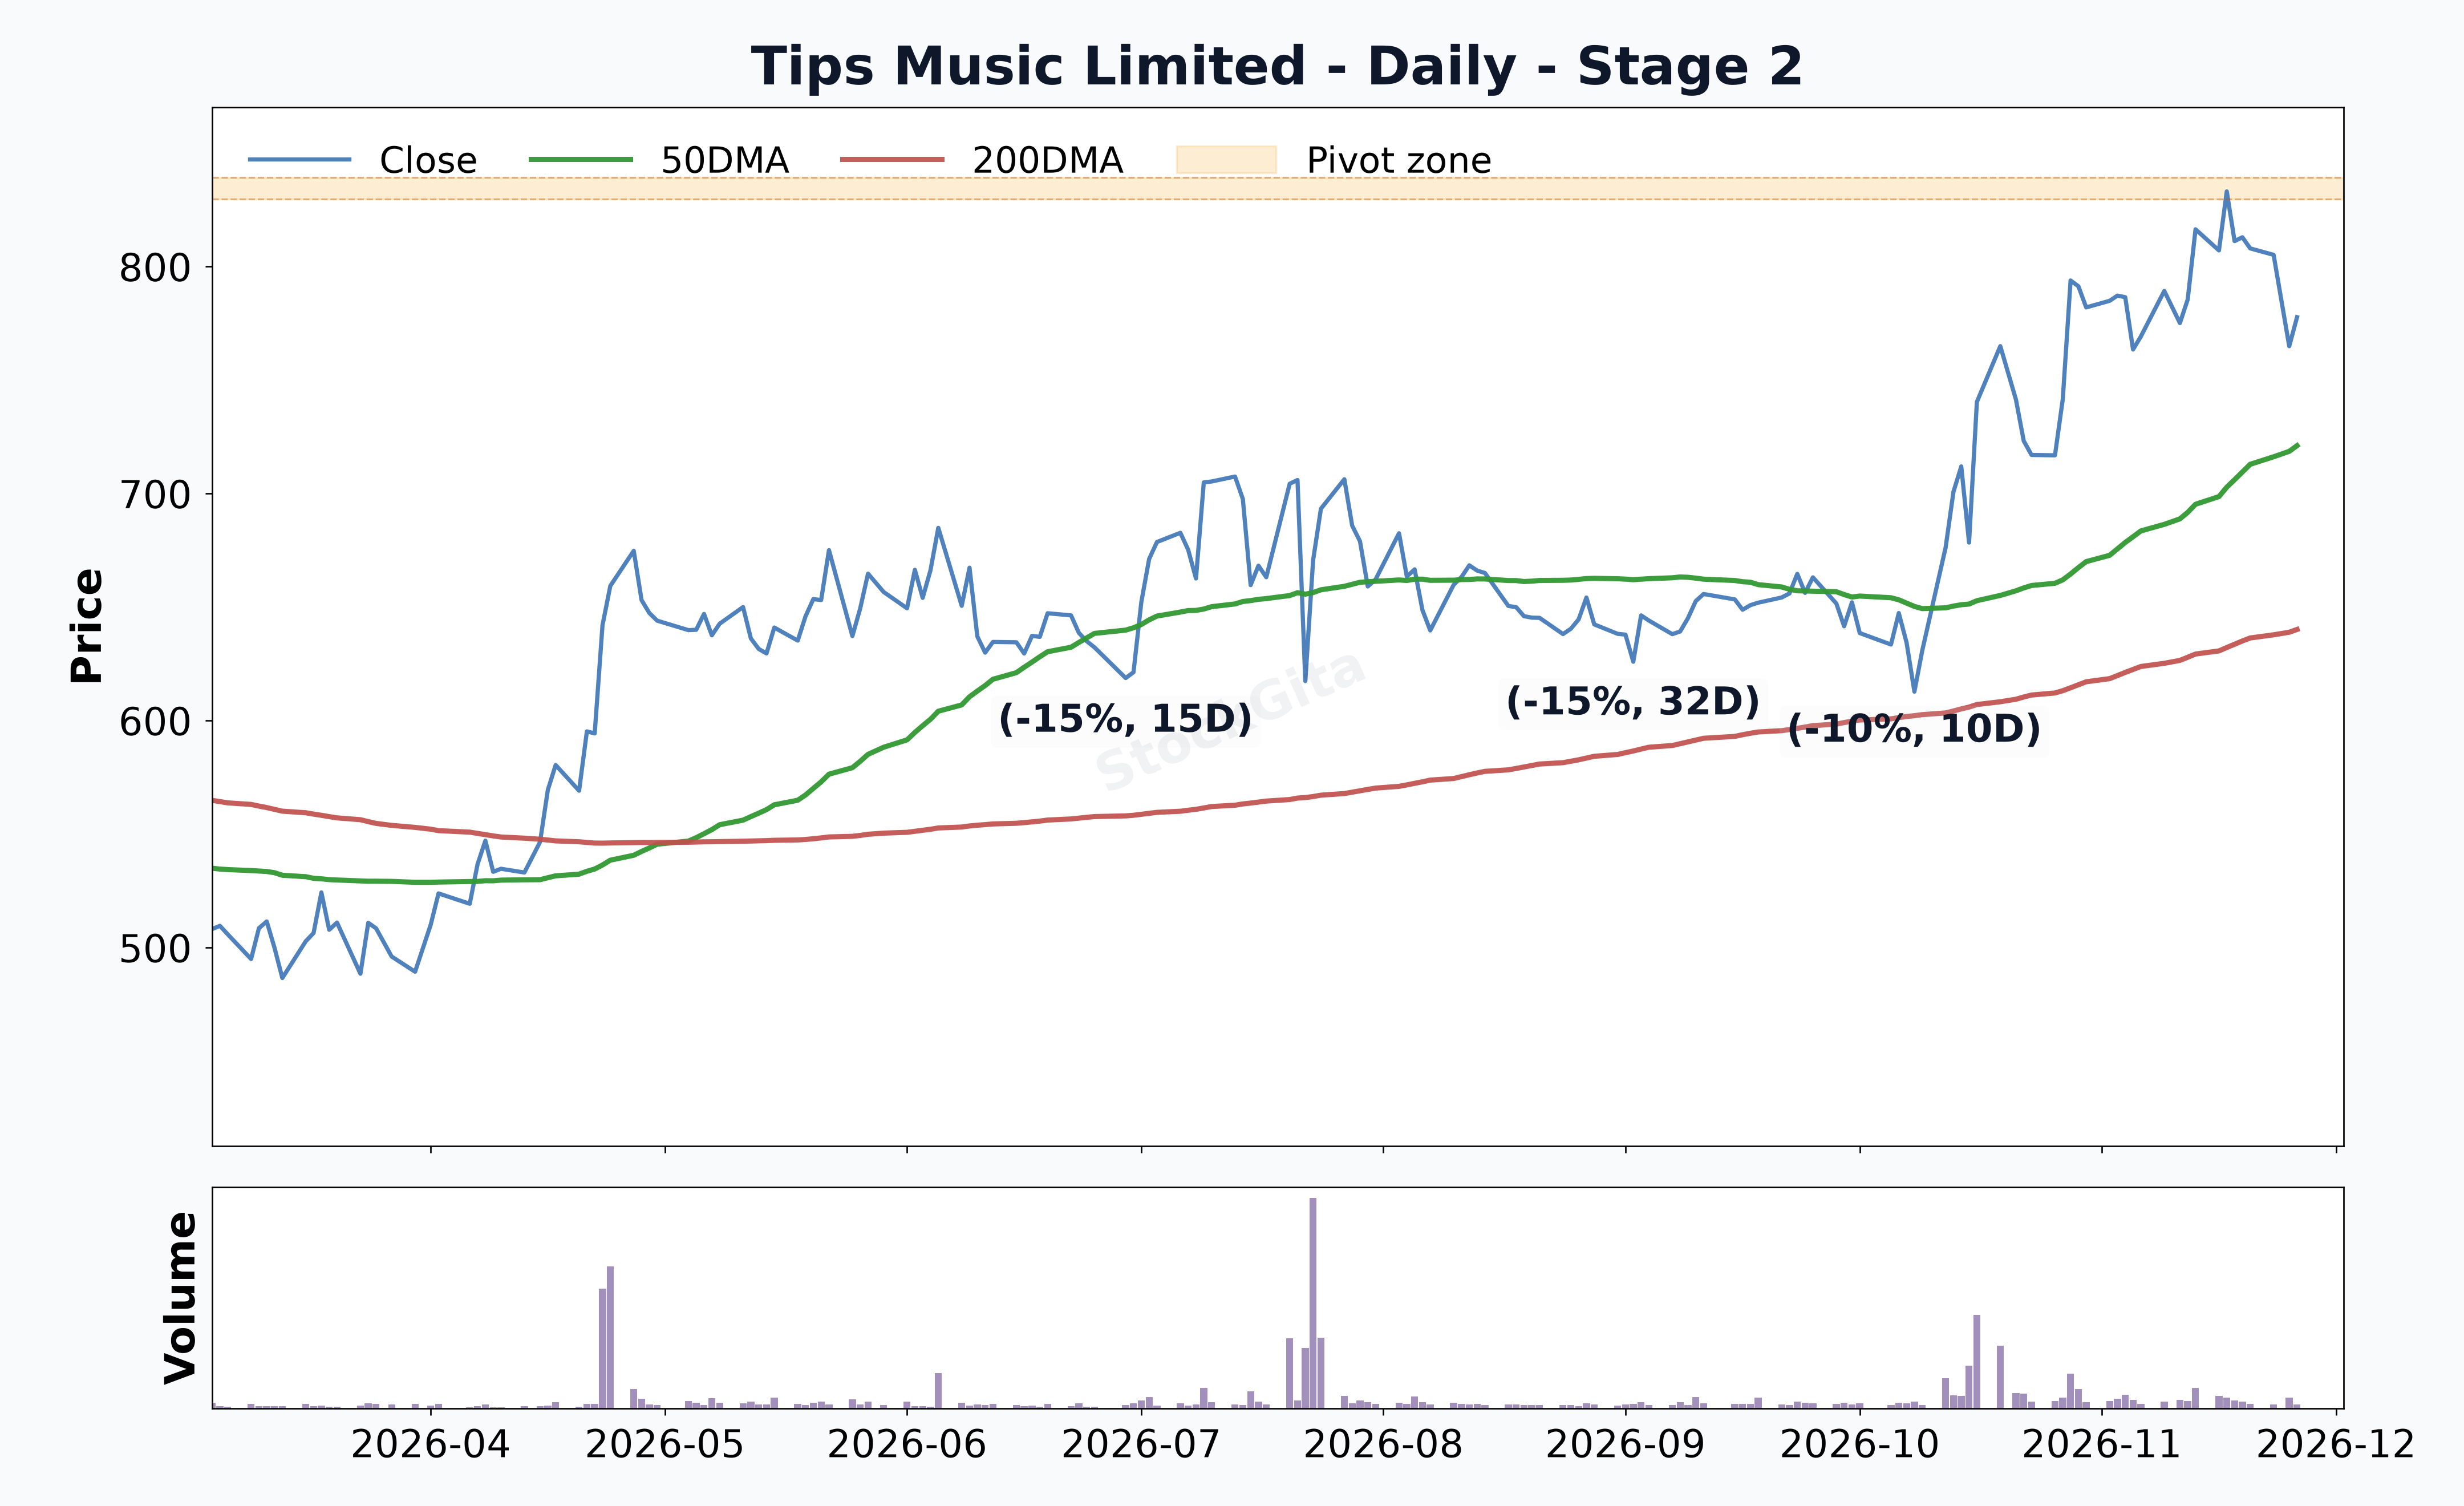 Tips Music Limited - Daily - Stage 2
Close 50DMA 200DMA Pivot zone
800
700
600
500
Price
(-15%, 15D)
(-15%, 32D)
(-10%, 10D)
StockGita
Volume
2026-04 2026-05 2026-06 2026-07 2026-08 2026-09 2026-10 2026-11 2026-12